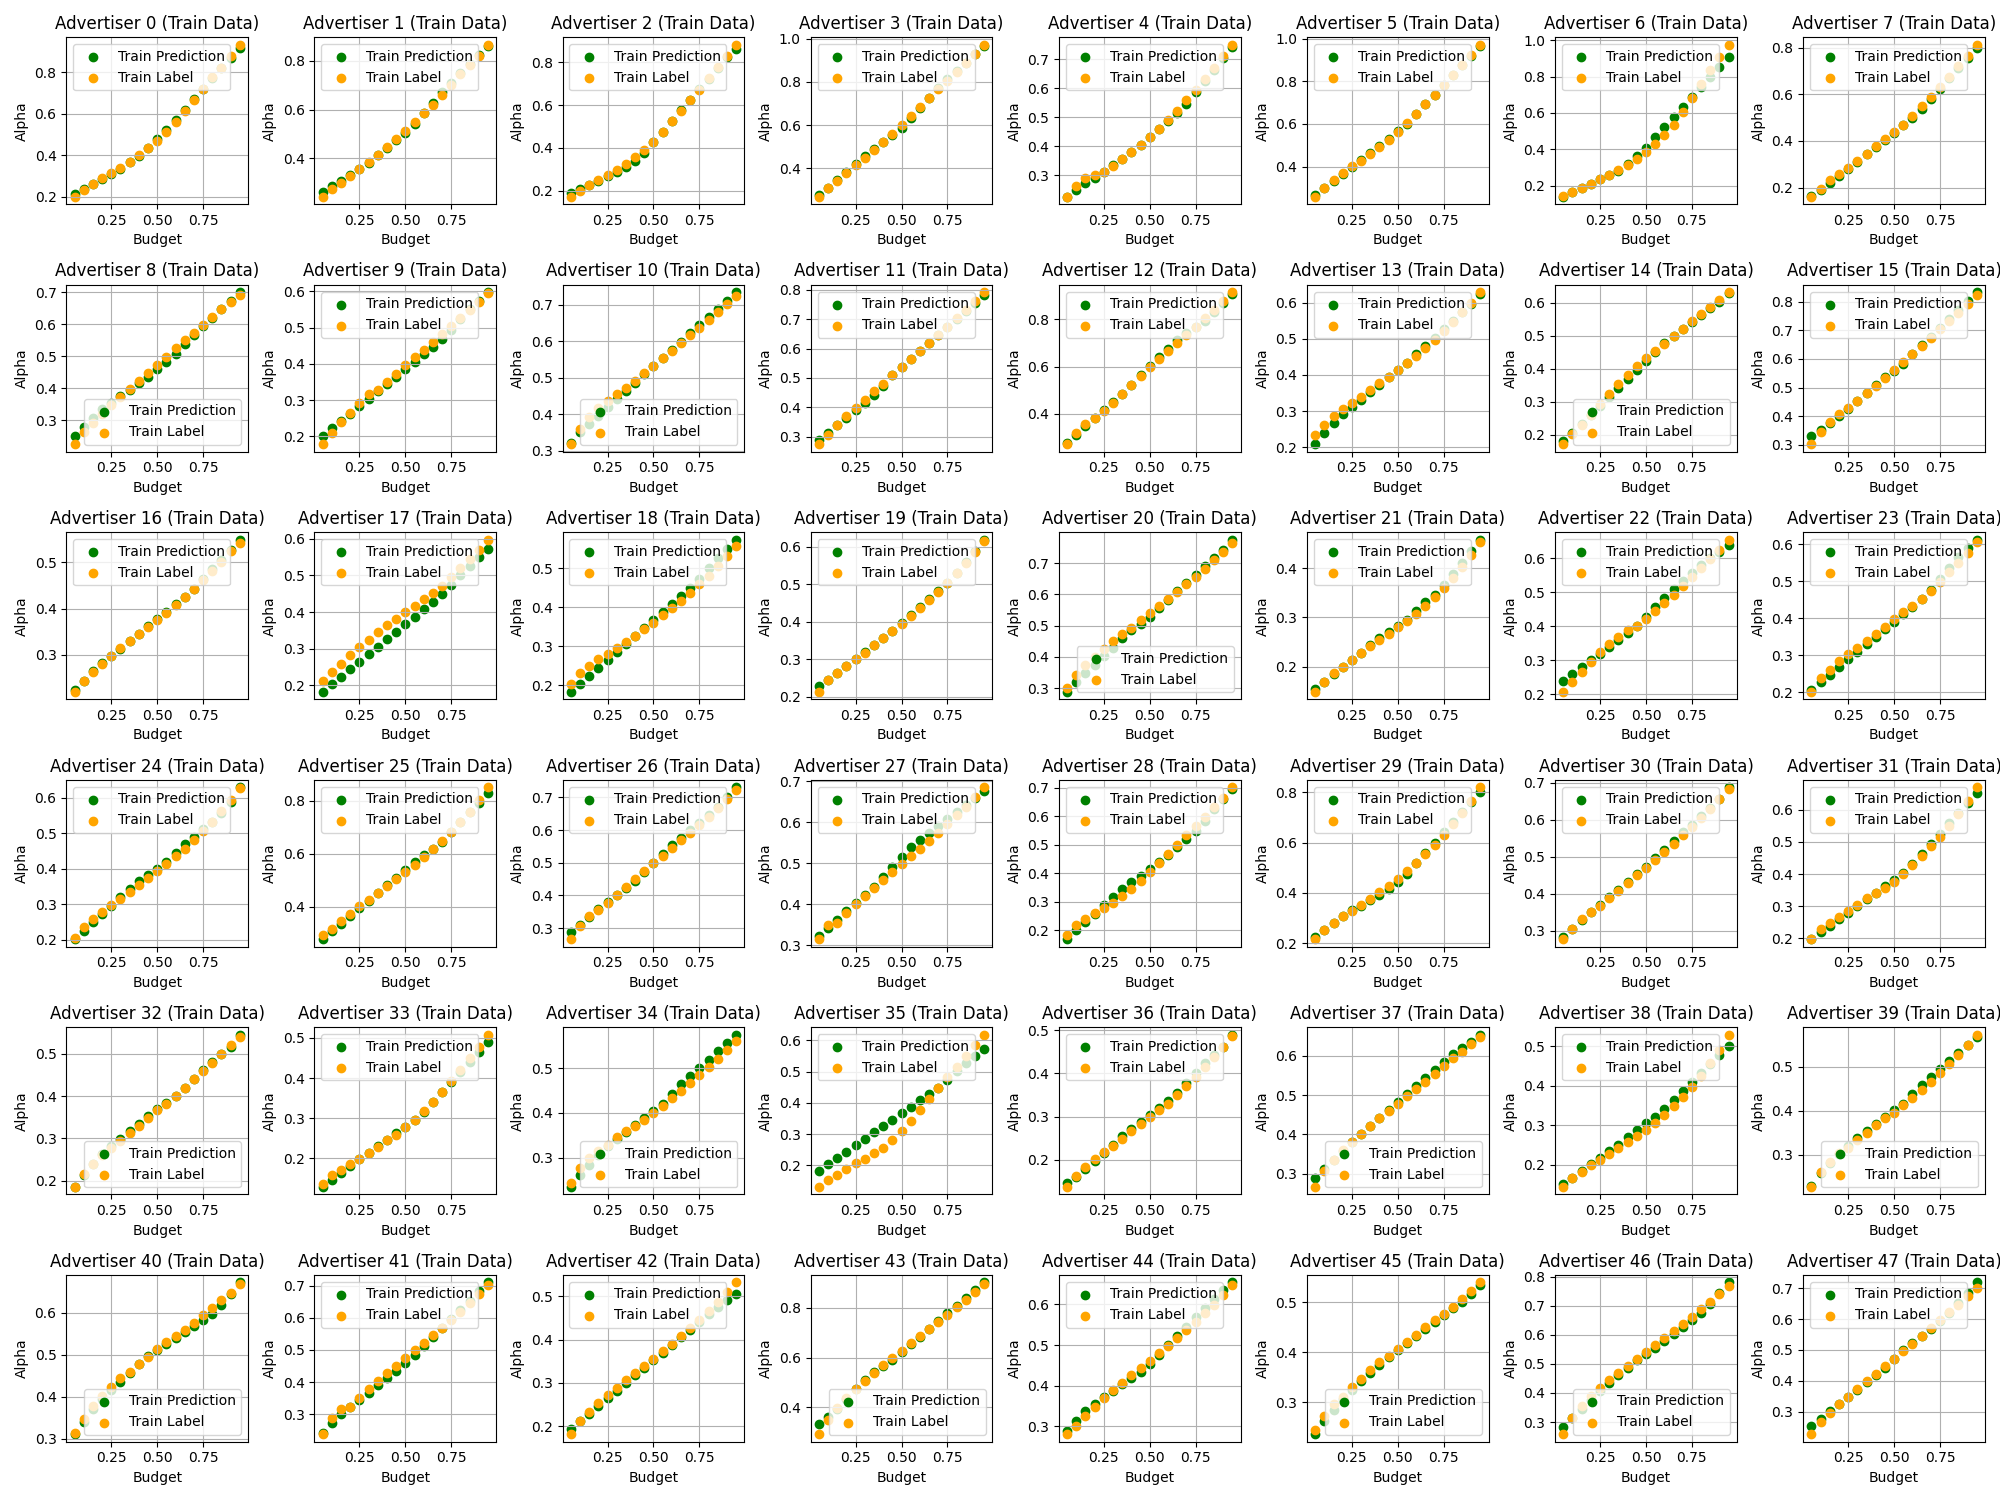 Advertiser 0 (Train Data) Advertiser 1 (Train Data) Advertiser 2 (Train Data) Advertiser 3 (Train Data) Advertiser 4 (Train Data) Advertiser 5 (Train Data) Advertiser 6 (Train Data) Advertiser 7 (Train Data)
Train Prediction Train Prediction Train Prediction Train Prediction Train Prediction Train Prediction Train Prediction Train Prediction
Train Label Train Label Train Label Train Label Train Label Train Label Train Label Train Label
0.8 0.6 0.4 0.2
0.8 0.6 0.4
0.8 0.6 0.4 0.2
1.0 0.8 0.6 0.4
0.7 0.6 0.5 0.4 0.3
1.0 0.8 0.6 0.4
1.0 0.8 0.6 0.4 0.2
0.8 0.6 0.4 0.2
Alpha Alpha Alpha Alpha Alpha Alpha Alpha Alpha
0.25 0.50 0.75 0.25 0.50 0.75 0.25 0.50 0.75 0.25 0.50 0.75 0.25 0.50 0.75 0.25 0.50 0.75 0.25 0.50 0.75 0.25 0.50 0.75
Budget Budget Budget Budget Budget Budget Budget Budget
Advertiser 8 (Train Data) Advertiser 9 (Train Data) Advertiser 10 (Train Data) Advertiser 11 (Train Data) Advertiser 12 (Train Data) Advertiser 13 (Train Data) Advertiser 14 (Train Data) Advertiser 15 (Train Data)
Train Prediction Train Prediction Train Prediction Train Prediction Train Prediction Train Prediction Train Prediction Train Prediction
Train Label Train Label Train Label Train Label Train Label Train Label Train Label Train Label
0.7 0.6 0.5 0.4 0.3
0.6 0.5 0.4 0.3 0.2
0.7 0.6 0.5 0.4 0.3
0.8 0.7 0.6 0.5 0.4 0.3
0.8 0.6 0.4
0.6 0.5 0.4 0.3 0.2
0.6 0.5 0.4 0.3 0.2
0.8 0.7 0.6 0.5 0.4 0.3
Alpha Alpha Alpha Alpha Alpha Alpha Alpha Alpha
0.25 0.50 0.75 0.25 0.50 0.75 0.25 0.50 0.75 0.25 0.50 0.75 0.25 0.50 0.75 0.25 0.50 0.75 0.25 0.50 0.75 0.25 0.50 0.75
Budget Budget Budget Budget Budget Budget Budget Budget
Advertiser 16 (Train Data) Advertiser 17 (Train Data) Advertiser 18 (Train Data) Advertiser 19 (Train Data) Advertiser 20 (Train Data) Advertiser 21 (Train Data) Advertiser 22 (Train Data) Advertiser 23 (Train Data)
Train Prediction Train Prediction Train Prediction Train Prediction Train Prediction Train Prediction Train Prediction Train Prediction
Train Label Train Label Train Label Train Label Train Label Train Label Train Label Train Label
0.5 0.4 0.3
0.6 0.5 0.4 0.3 0.2
0.5 0.4 0.3 0.2
0.6 0.5 0.4 0.3 0.2
0.7 0.6 0.5 0.4 0.3
0.4 0.3 0.2
0.6 0.5 0.4 0.3 0.2
0.6 0.5 0.4 0.3 0.2
Alpha Alpha Alpha Alpha Alpha Alpha Alpha Alpha
0.25 0.50 0.75 0.25 0.50 0.75 0.25 0.50 0.75 0.25 0.50 0.75 0.25 0.50 0.75 0.25 0.50 0.75 0.25 0.50 0.75 0.25 0.50 0.75
Budget Budget Budget Budget Budget Budget Budget Budget
Advertiser 24 (Train Data) Advertiser 25 (Train Data) Advertiser 26 (Train Data) Advertiser 27 (Train Data) Advertiser 28 (Train Data) Advertiser 29 (Train Data) Advertiser 30 (Train Data) Advertiser 31 (Train Data)
Train Prediction Train Prediction Train Prediction Train Prediction Train Prediction Train Prediction Train Prediction Train Prediction
Train Label Train Label Train Label Train Label Train Label Train Label Train Label Train Label
0.6 0.5 0.4 0.3 0.2
0.8 0.6 0.4
0.7 0.6 0.5 0.4 0.3
0.7 0.6 0.5 0.4 0.3
0.7 0.6 0.5 0.4 0.3 0.2
0.8 0.6 0.4 0.2
0.7 0.6 0.5 0.4 0.3
0.6 0.5 0.4 0.3 0.2
Alpha Alpha Alpha Alpha Alpha Alpha Alpha Alpha
0.25 0.50 0.75 0.25 0.50 0.75 0.25 0.50 0.75 0.25 0.50 0.75 0.25 0.50 0.75 0.25 0.50 0.75 0.25 0.50 0.75 0.25 0.50 0.75
Budget Budget Budget Budget Budget Budget Budget Budget
Advertiser 32 (Train Data) Advertiser 33 (Train Data) Advertiser 34 (Train Data) Advertiser 35 (Train Data) Advertiser 36 (Train Data) Advertiser 37 (Train Data) Advertiser 38 (Train Data) Advertiser 39 (Train Data)
Train Prediction Train Prediction Train Prediction Train Prediction Train Prediction Train Prediction Train Prediction Train Prediction
Train Label Train Label Train Label Train Label Train Label Train Label Train Label Train Label
0.5 0.4 0.3 0.2
0.5 0.4 0.3 0.2
0.5 0.4 0.3
0.6 0.5 0.4 0.3 0.2
0.5 0.4 0.3 0.2
0.6 0.5 0.4 0.3
0.5 0.4 0.3 0.2
0.5 0.4 0.3
Alpha Alpha Alpha Alpha Alpha Alpha Alpha Alpha
0.25 0.50 0.75 0.25 0.50 0.75 0.25 0.50 0.75 0.25 0.50 0.75 0.25 0.50 0.75 0.25 0.50 0.75 0.25 0.50 0.75 0.25 0.50 0.75
Budget Budget Budget Budget Budget Budget Budget Budget
Advertiser 40 (Train Data) Advertiser 41 (Train Data) Advertiser 42 (Train Data) Advertiser 43 (Train Data) Advertiser 44 (Train Data) Advertiser 45 (Train Data) Advertiser 46 (Train Data) Advertiser 47 (Train Data)
Train Prediction Train Prediction Train Prediction Train Prediction Train Prediction Train Prediction Train Prediction Train Prediction
Train Label Train Label Train Label Train Label Train Label Train Label Train Label Train Label
0.6 0.5 0.4 0.3
0.7 0.6 0.5 0.4 0.3
0.5 0.4 0.3 0.2
0.8 0.6 0.4
0.6 0.5 0.4 0.3
0.5 0.4 0.3
0.8 0.7 0.6 0.5 0.4 0.3
0.7 0.6 0.5 0.4 0.3
Alpha Alpha Alpha Alpha Alpha Alpha Alpha Alpha
0.25 0.50 0.75 0.25 0.50 0.75 0.25 0.50 0.75 0.25 0.50 0.75 0.25 0.50 0.75 0.25 0.50 0.75 0.25 0.50 0.75 0.25 0.50 0.75
Budget Budget Budget Budget Budget Budget Budget Budget